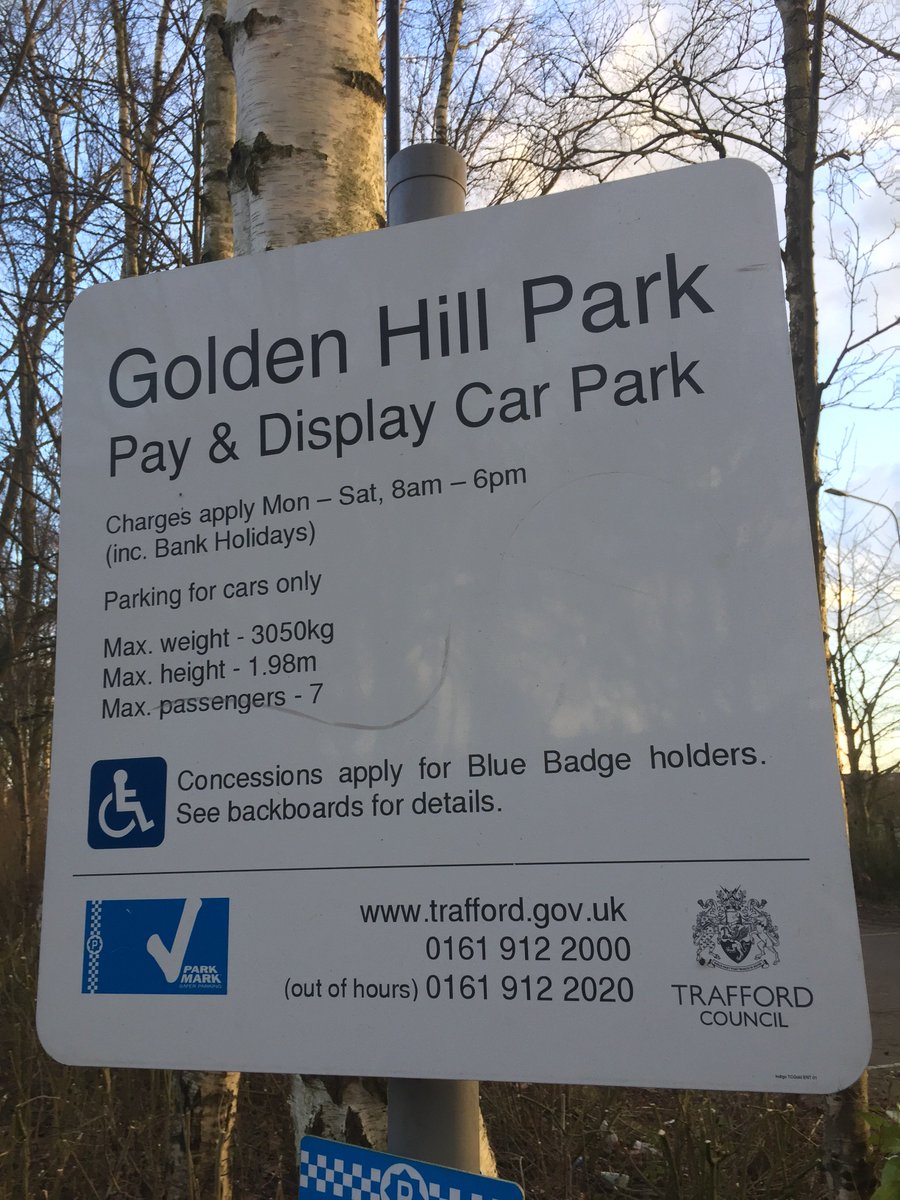 Golden Hill Park
Pay & Display Car Park
Charges apply Mon – Sat, 8am – 6pm
(inc. Bank Holidays)
Parking for cars only
Max. weight - 3050kg
Max. height - 1.98m
Max. passengers - 7
Concessions apply for Blue Badge holders.
See backboards for details.
P
PARK
MARK
SAFER PARKING
www.trafford.gov.uk
0161 912 2000
(out of hours) 0161 912 2020
TRAFFORD
COUNCIL
P